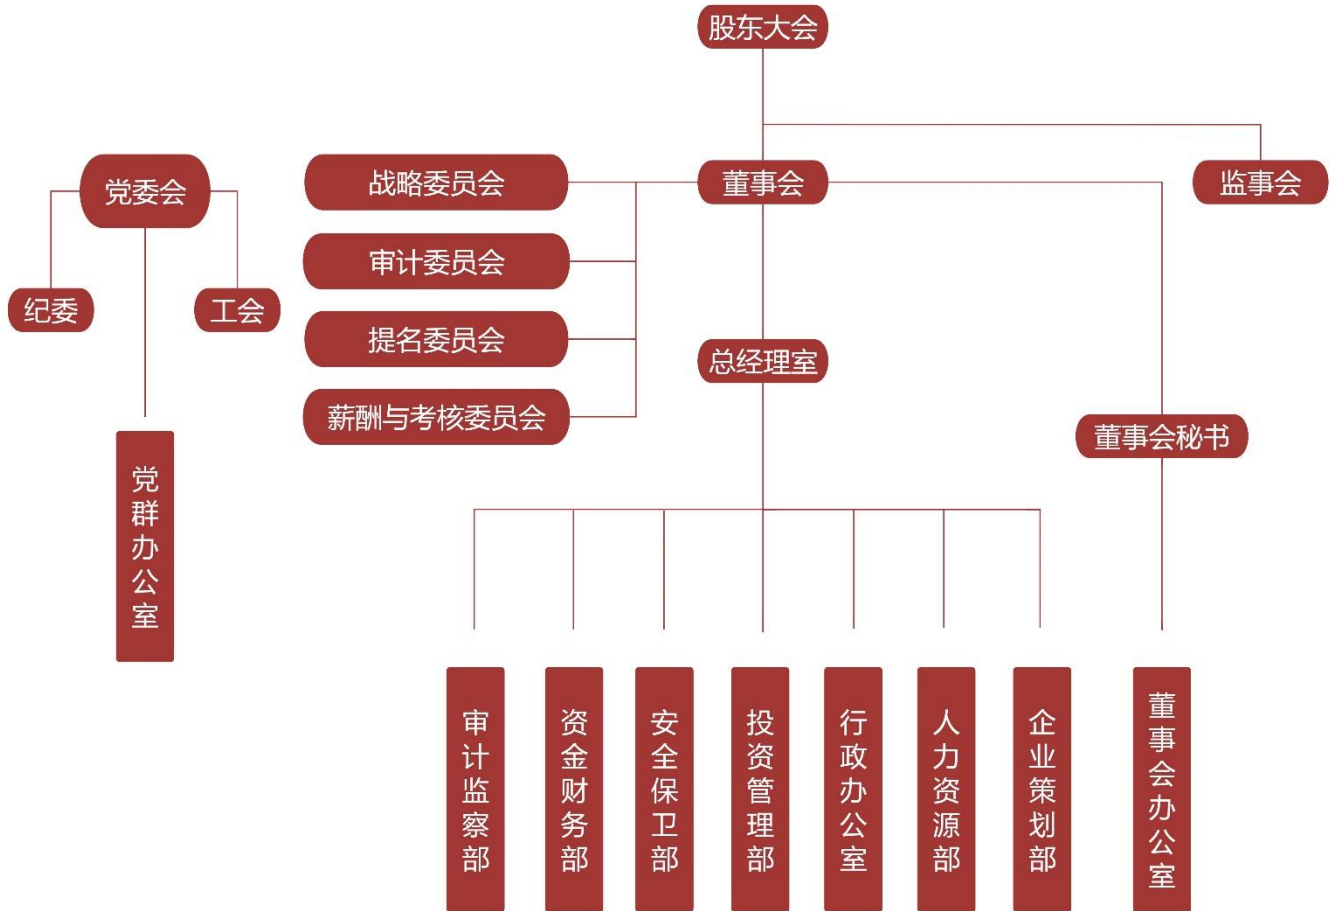 股东大会
党委会
战略委员会
董事会
监事会
审计委员会
纪委
工会
提名委员会
总经理室
薪酬与考核委员会
董事会秘书
党群办公室
审计监察部
资金财务部
安全保卫部
投资管理部
行政办公室
人力资源部
企业策划部
董事会办公室